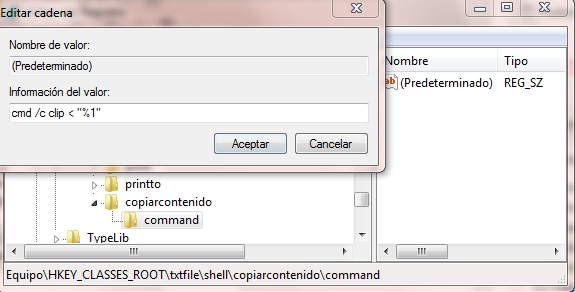 Editar cadena
Nombre de valor:
(Predeterminado)
Información del valor:
cmd /c clip < "%1"
Aceptar
Cancelar
Nombre
Tipo
(Predeterminado)
REG_SZ
printto
copiarcontenido
command
TypeLib
Equipo\HKEY_CLASSES_ROOT\txtfile\shell\copiarcontenido\command